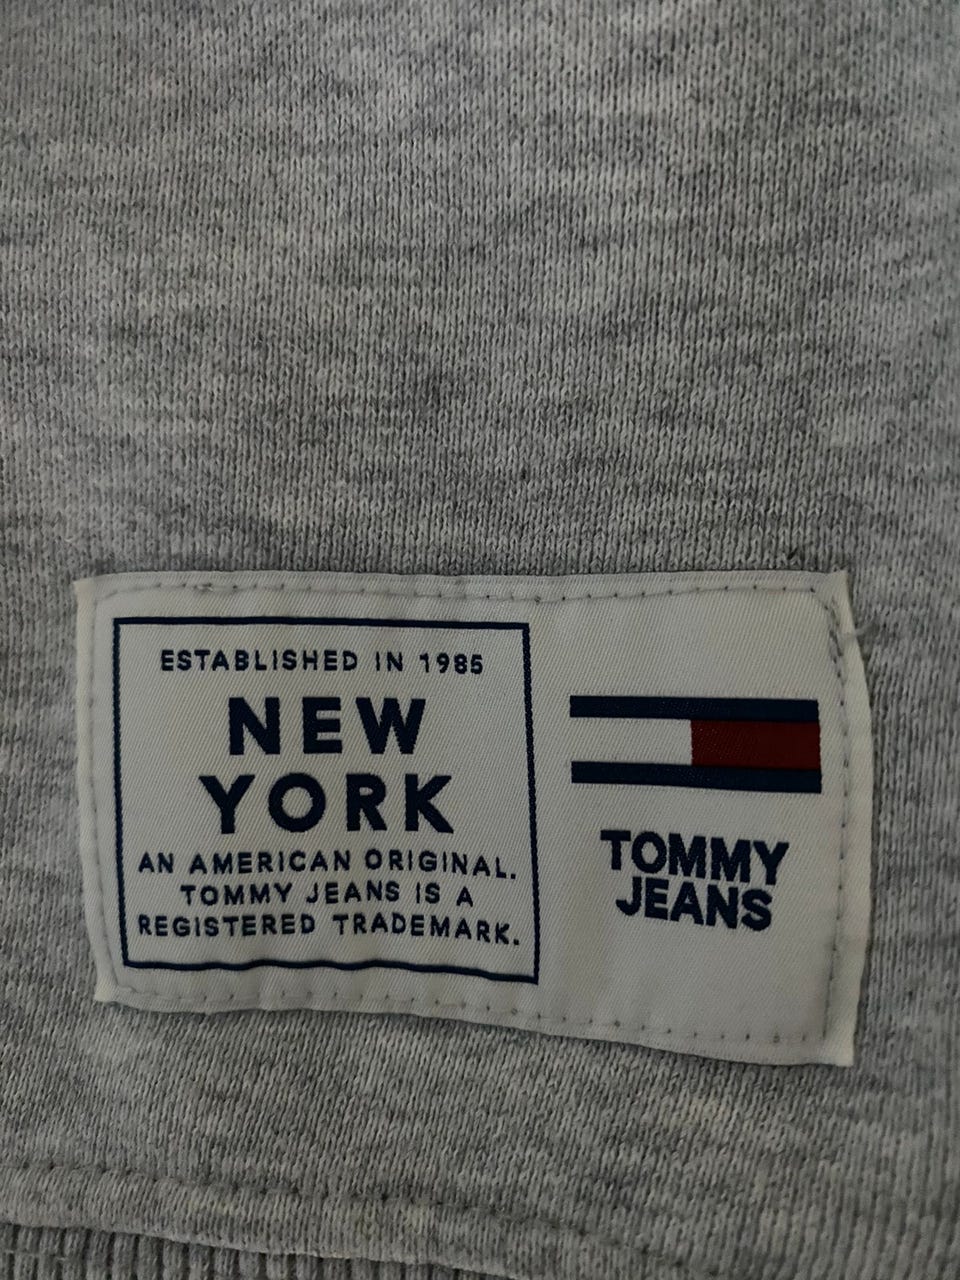 ESTABLISHED IN 1985
NEW
YORK
AN AMERICAN ORIGINAL.
TOMMY JEANS IS A
REGISTERED TRADEMARK.
TOMMY
JEANS